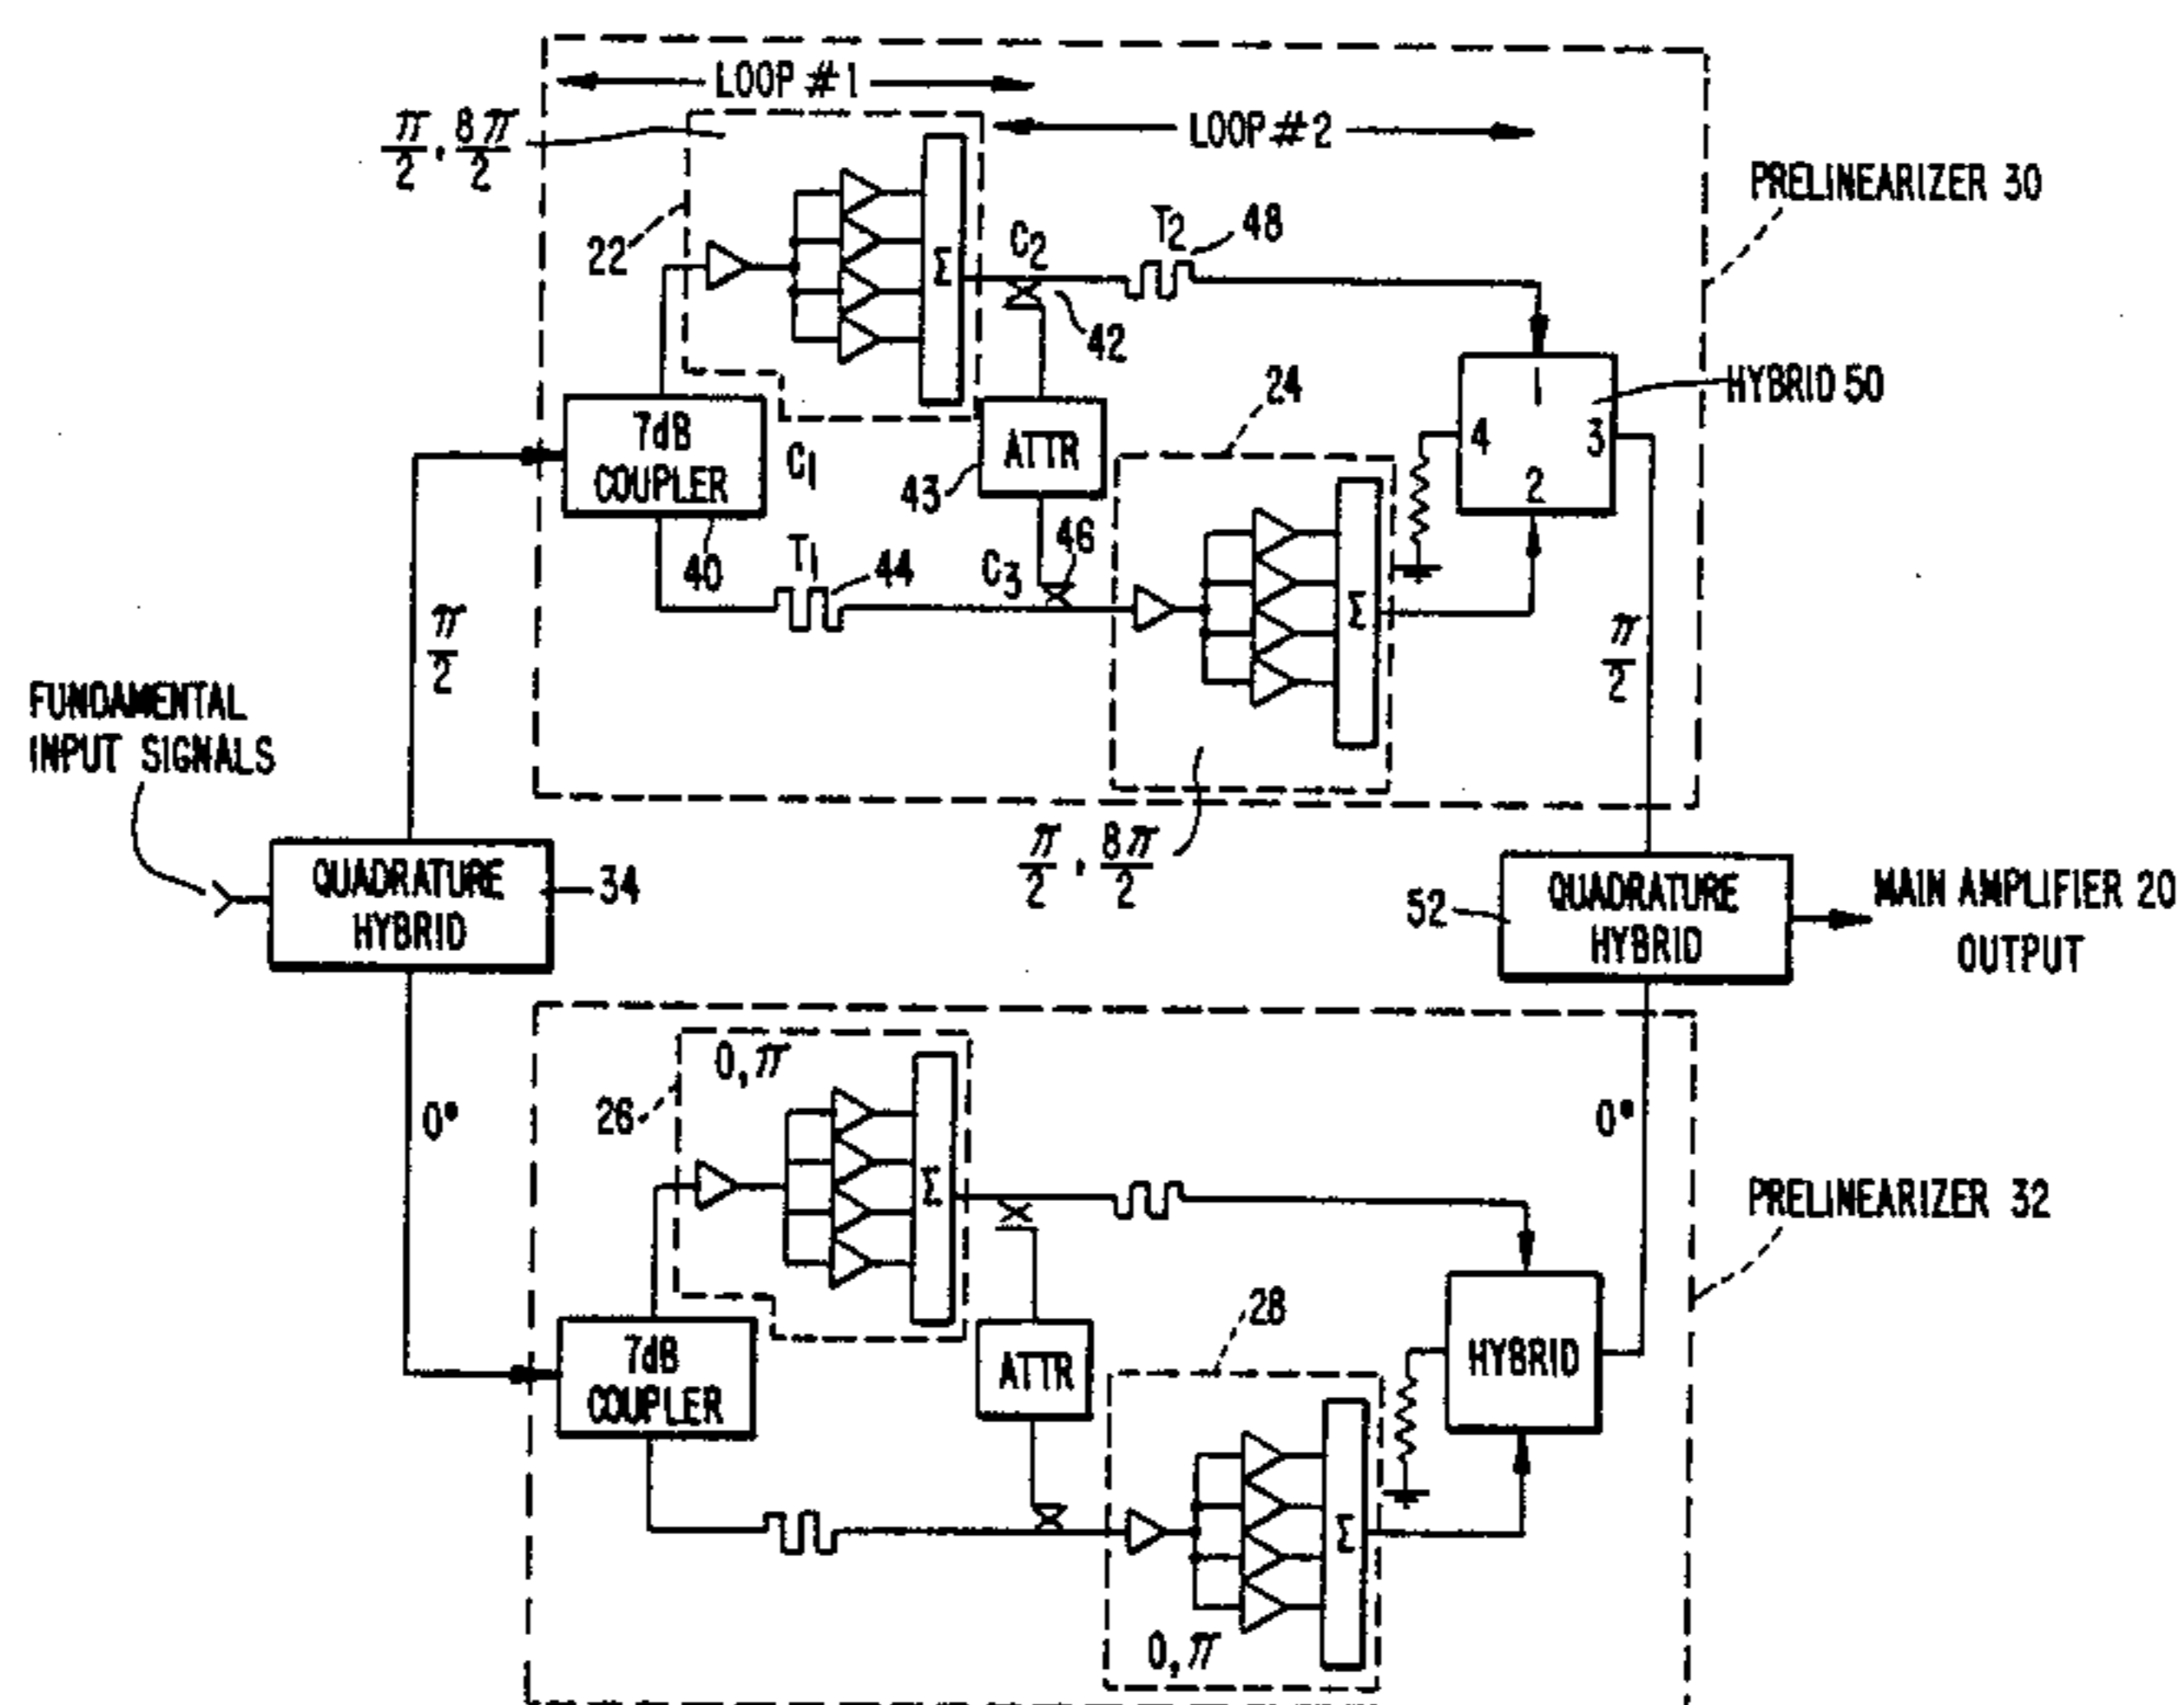 LOOP #1
π/2, 8π/2
LOOP #2
PRELINEARIZER 30
22
Σ
C2
T2
48
42
24
HYBRID 50
7dB
COUPLER
C1
ATTR
43
1
4
3
2
40
T1
44
C3
46
Σ
π/2
π/2
FUNDAMENTAL
INPUT SIGNALS
π/2, 8π/2
QUADRATURE
HYBRID
34
52
QUADRATURE
HYBRID
MAIN AMPLIFIER 20
OUTPUT
0°
26
0,π
Σ
0°
PRELINEARIZER 32
28
7dB
COUPLER
ATTR
HYBRID
Σ
0,π